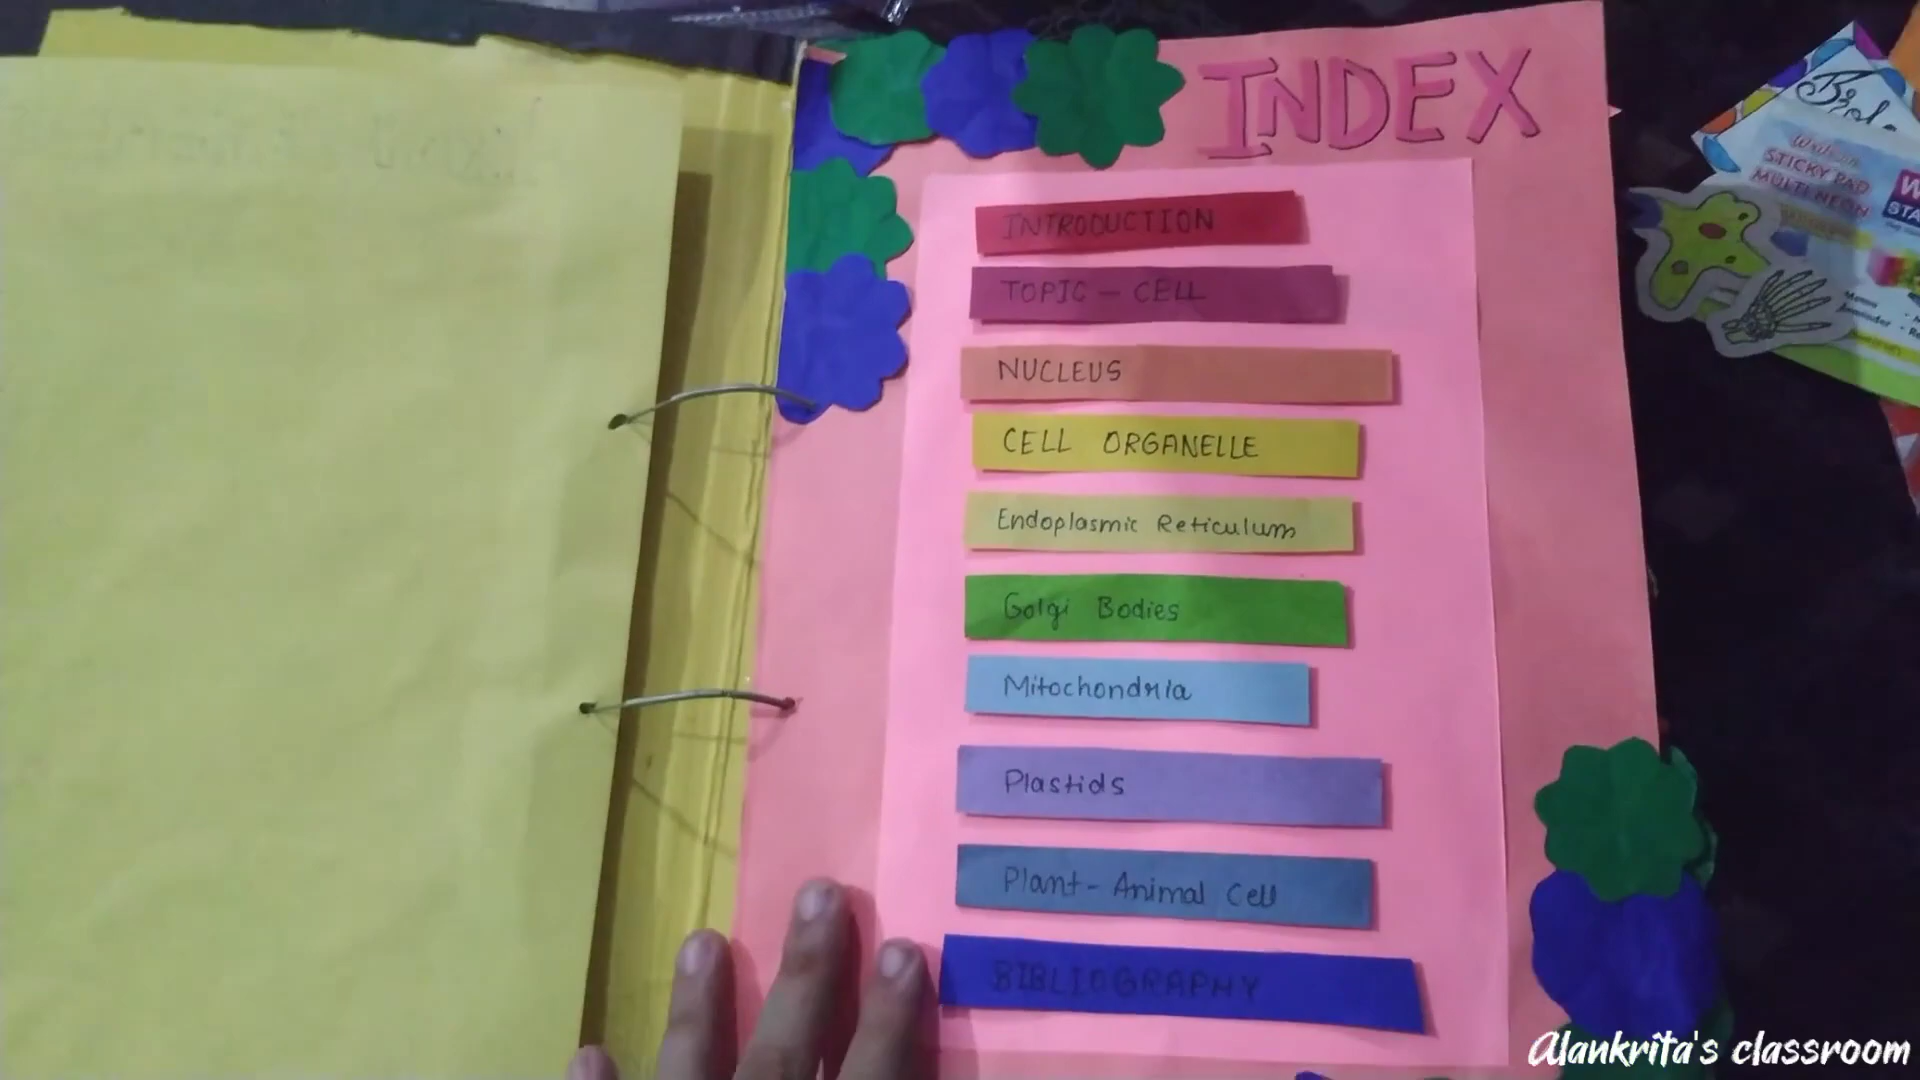 INDEX
INTRODUCTION
TOPIC - CELL
NUCLEUS
CELL ORGANELLE
Endoplasmic Reticulum
Golgi Bodies
Mitochondria
Plastids
Plant - Animal Cell
BIBLIOGRAPHY
STICKY PAD
MULTI NEON
Alankrita's classroom